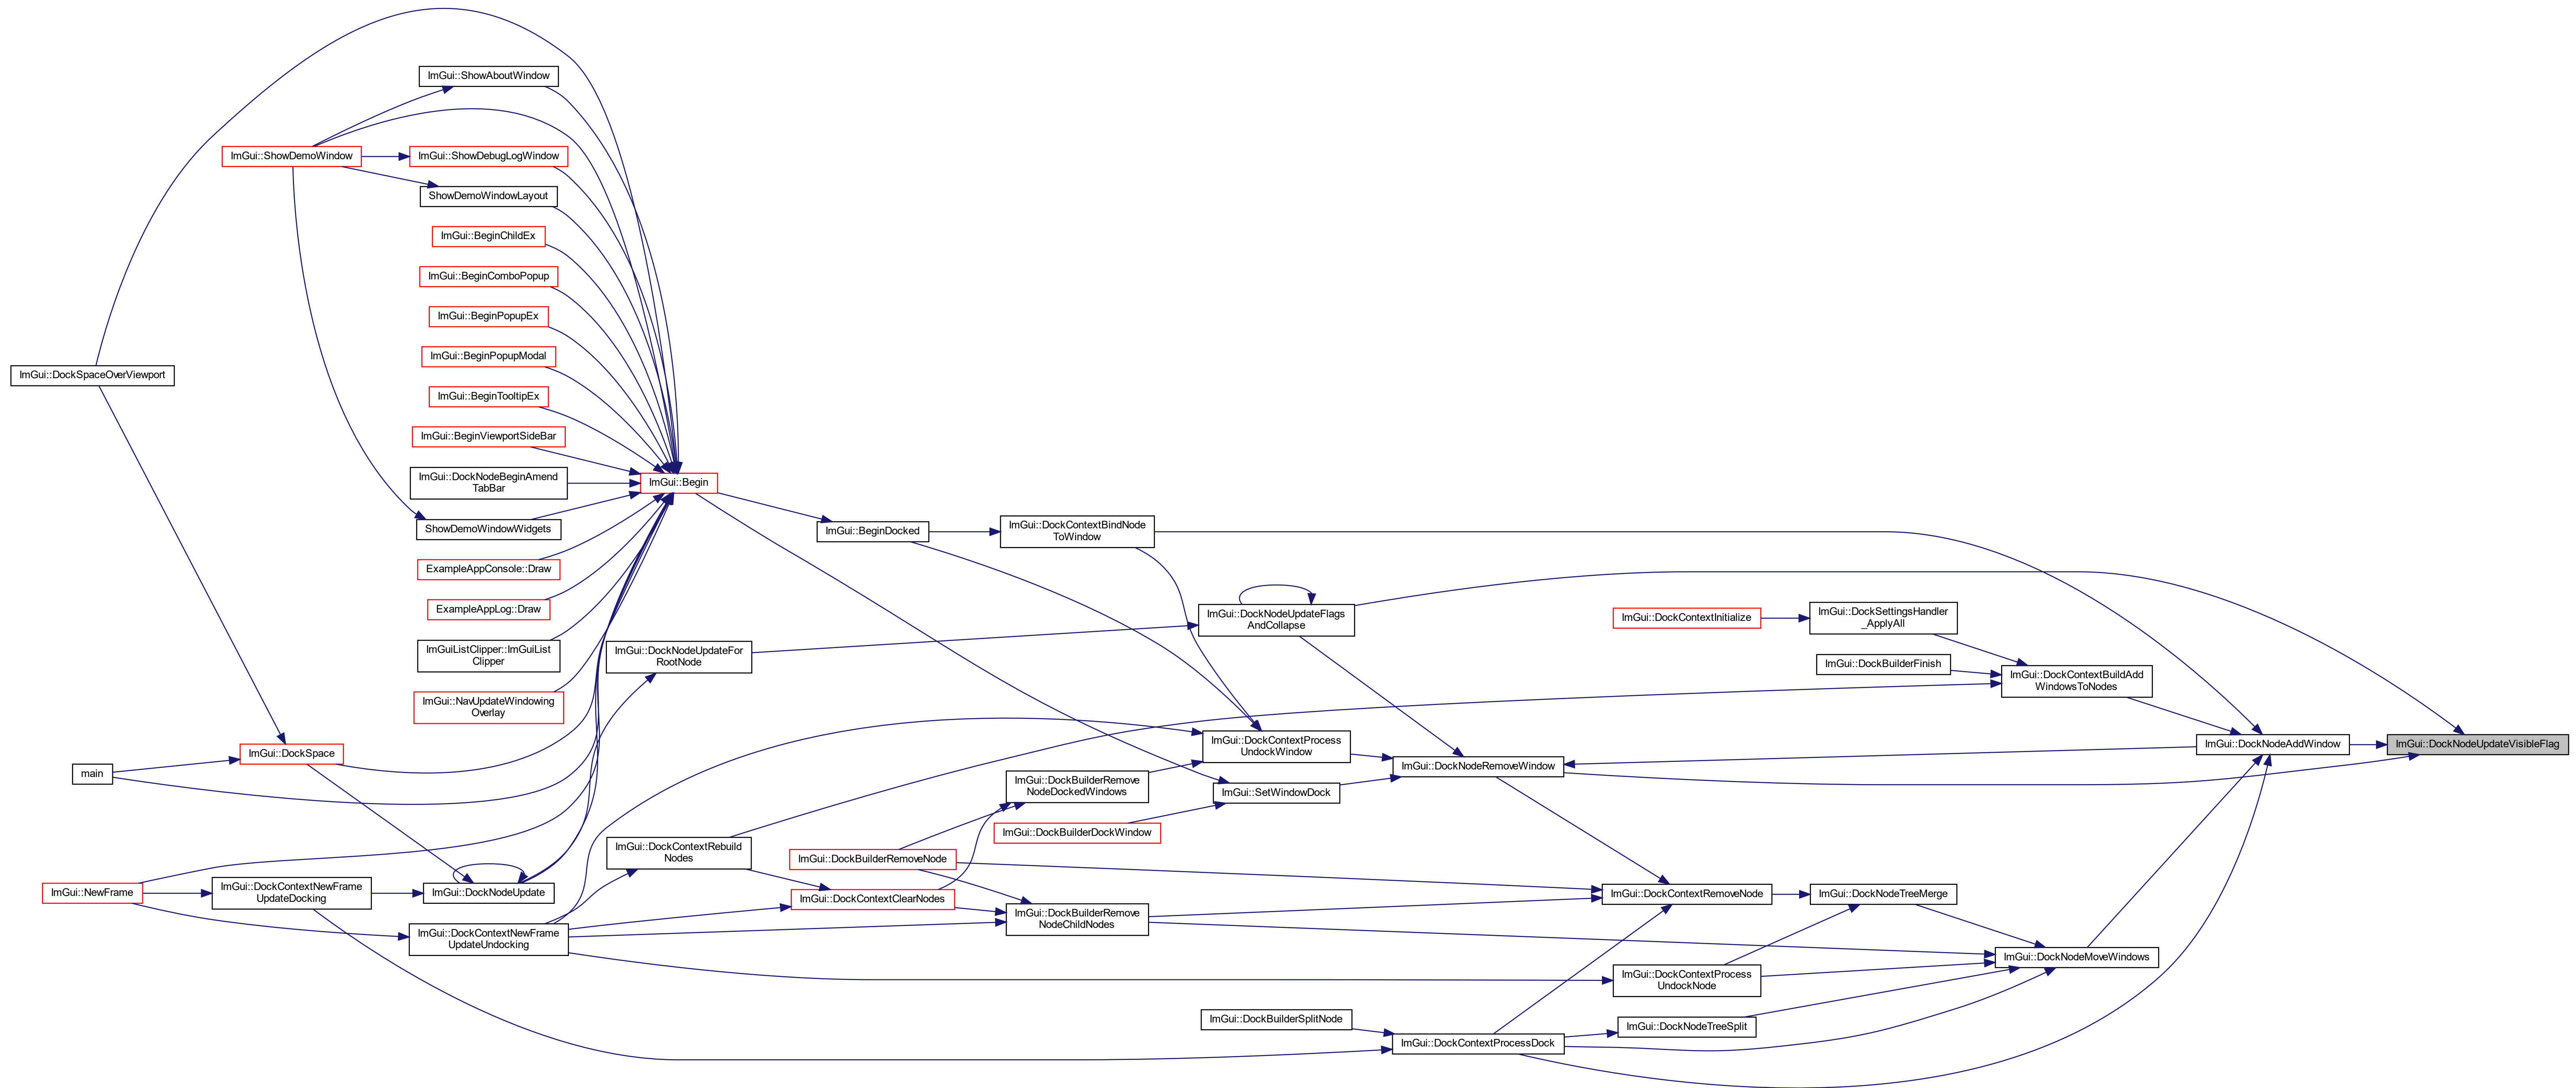 ImGui::ShowAboutWindow
ImGui::ShowDemoWindow
ImGui::ShowDebugLogWindow
ShowDemoWindowLayout
ImGui::BeginChildEx
ImGui::BeginComboPopup
ImGui::BeginPopupEx
ImGui::BeginPopupModal
ImGui::DockSpaceOverViewport
ImGui::BeginTooltipEx
ImGui::BeginViewportSideBar
ImGui::DockNodeBeginAmend
TabBar
ImGui::Begin
ShowDemoWindowWidgets
ImGui::BeginDocked
ImGui::DockContextBindNode
ToWindow
ExampleAppConsole::Draw
ExampleAppLog::Draw
ImGui::DockNodeUpdateFlags
AndCollapse
ImGui::DockContextInitialize
ImGui::DockSettingsHandler
_ApplyAll
ImGuiListClipper::ImGuiList
Clipper
ImGui::DockNodeUpdateFor
RootNode
ImGui::DockBuilderFinish
ImGui::DockContextBuildAdd
WindowsToNodes
ImGui::NavUpdateWindowing
Overlay
ImGui::DockSpace
ImGui::DockContextProcess
UndockWindow
ImGui::DockNodeAddWindow
ImGui::DockNodeUpdateVisibleFlag
main
ImGui::DockBuilderRemove
NodeDockedWindows
ImGui::SetWindowDock
ImGui::DockNodeRemoveWindow
ImGui::DockBuilderDockWindow
ImGui::DockContextRebuild
Nodes
ImGui::DockBuilderRemoveNode
ImGui::NewFrame
ImGui::DockContextNewFrame
UpdateDocking
ImGui::DockNodeUpdate
ImGui::DockContextClearNodes
ImGui::DockContextRemoveNode
ImGui::DockNodeTreeMerge
ImGui::DockBuilderRemove
NodeChildNodes
ImGui::DockContextNewFrame
UpdateUndocking
ImGui::DockNodeMoveWindows
ImGui::DockContextProcess
UndockNode
ImGui::DockBuilderSplitNode
ImGui::DockNodeTreeSplit
ImGui::DockContextProcessDock